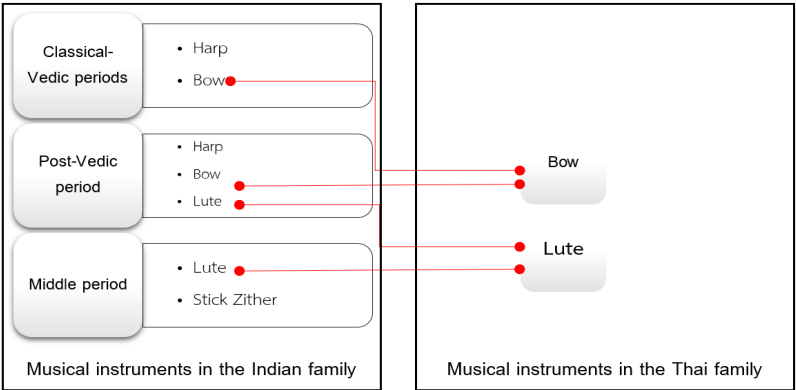 Classical-
Vedic periods
• Harp
• Bow
Post-Vedic
period
• Harp
• Bow
• Lute
Middle period
• Lute
• Stick Zither
Musical instruments in the Indian family
Bow
Lute
Musical instruments in the Thai family